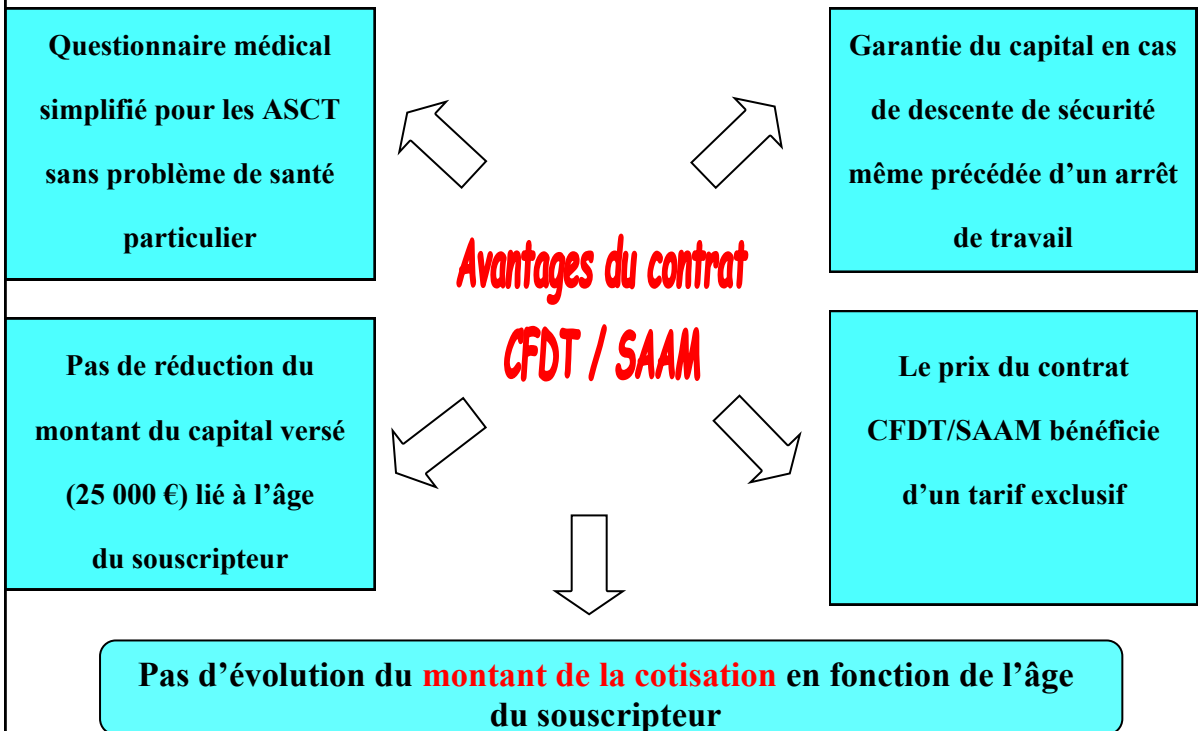 Questionnaire médical
simplifié pour les ASCT
sans problème de santé
particulier
Garantie du capital en cas
de descente de sécurité
même précédée d’un arrêt
de travail
Avantages du contrat
CFDT / SAAM
Pas de réduction du
montant du capital versé
(25 000 €) lié à l’âge
du souscripteur
Le prix du contrat
CFDT/SAAM bénéficie
d’un tarif exclusif
Pas d’évolution du montant de la cotisation en fonction de l’âge
du souscripteur